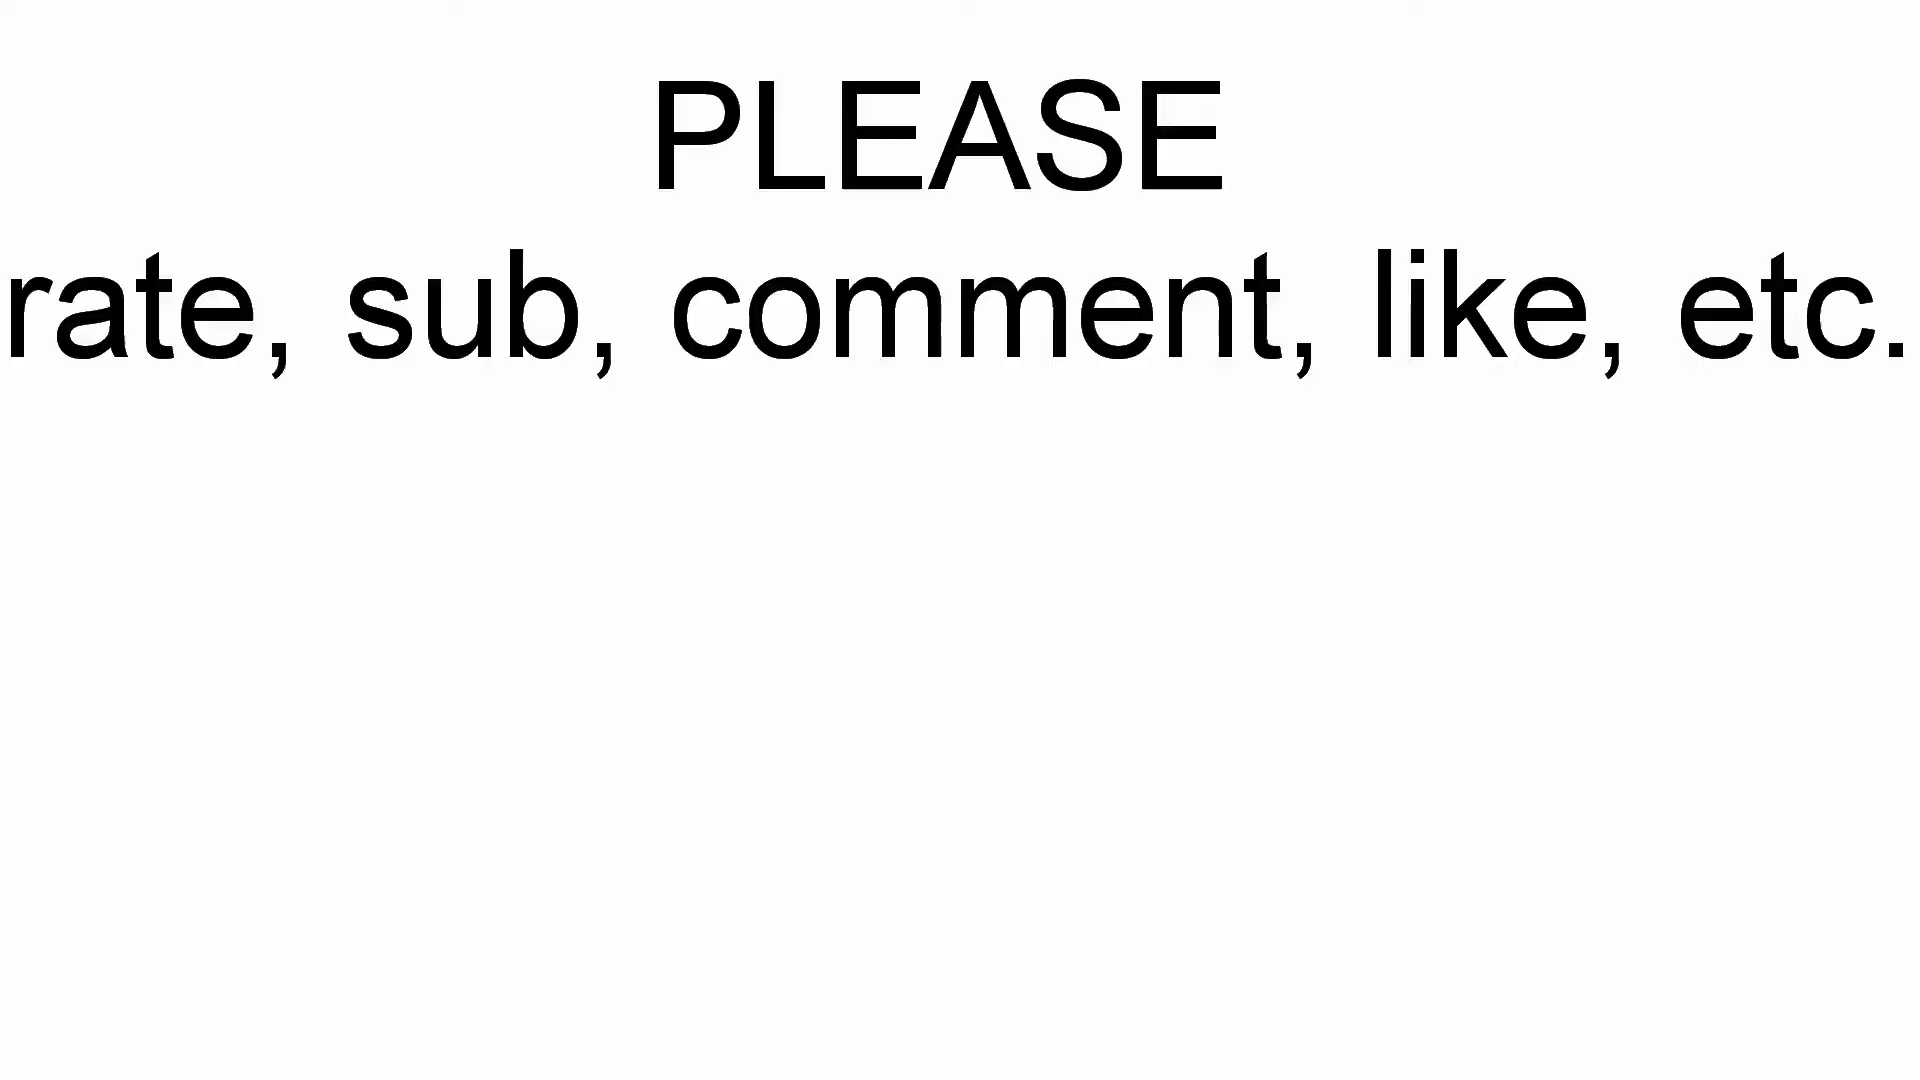 PLEASE
rate, sub, comment, like, etc.